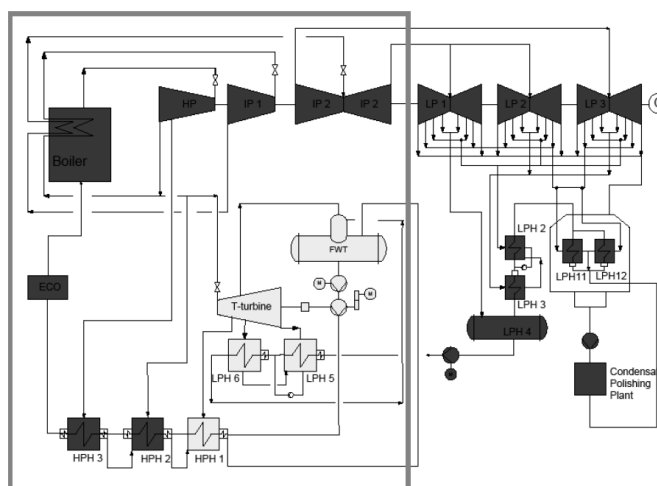 HP
IP 1
IP 2
IP 2
LP 1
LP 2
LP 3
G
Boiler
LPH 2
FWT
LPH11
LPH12
ECO
M
M
LPH 3
T-turbine
LPH 4
LPH 6
LPH 5
Condensa
Polishing
Plant
HPH 3
HPH 2
HPH 1